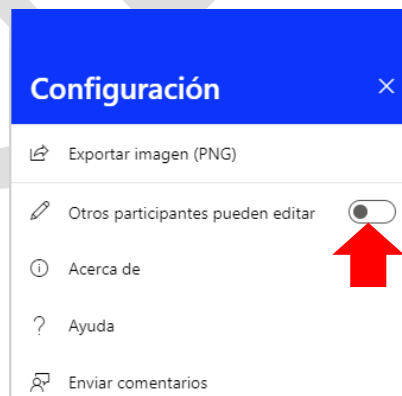 Configuración
Exportar imagen (PNG)
Otros participantes pueden editar
Acerca de
Ayuda
Enviar comentarios